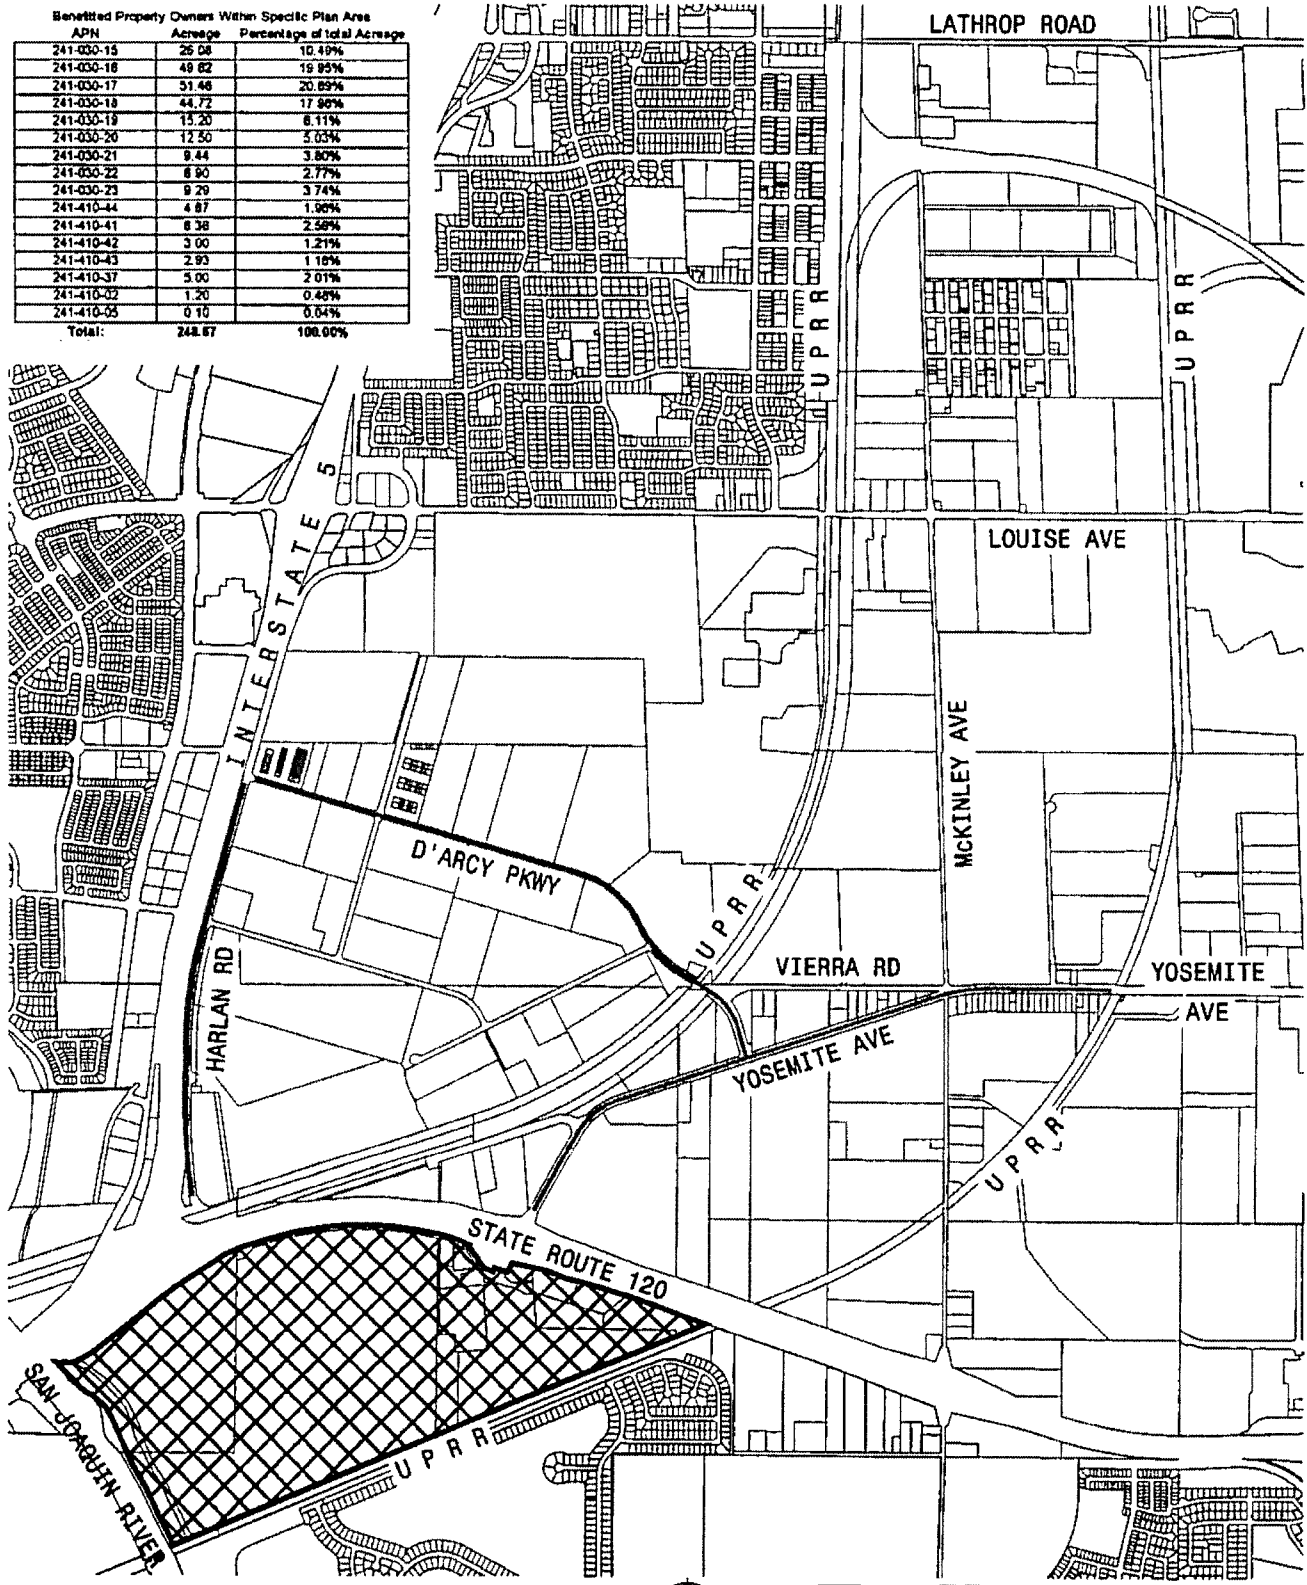 Benefitted Property Owners Within Specific Plan Area
APN Acreage Percentage of total Acreage
241-030-15 26.08 10.49%
241-030-16 49.62 19.95%
241-030-17 51.46 20.69%
241-030-18 44.72 17.98%
241-030-19 15.20 6.11%
241-030-20 12.50 5.03%
241-030-21 9.44 3.80%
241-030-22 6.90 2.77%
241-030-23 9.29 3.74%
241-410-44 4.87 1.96%
241-410-41 6.36 2.56%
241-410-42 3.00 1.21%
241-410-43 2.93 1.18%
241-410-37 5.00 2.01%
241-410-02 1.20 0.48%
241-410-05 0.10 0.04%
Total: 248.67 100.00%
LATHROP ROAD
UPRR
UPRR
INTERSTATE 5
LOUISE AVE
MCKINLEY AVE
D'ARCY PKWY
UPRR
HARLAN RD
VIERRA RD
YOSEMITE
AVE
YOSEMITE AVE
UPRR
STATE ROUTE 120
SAN JOAQUIN RIVER
UPRR